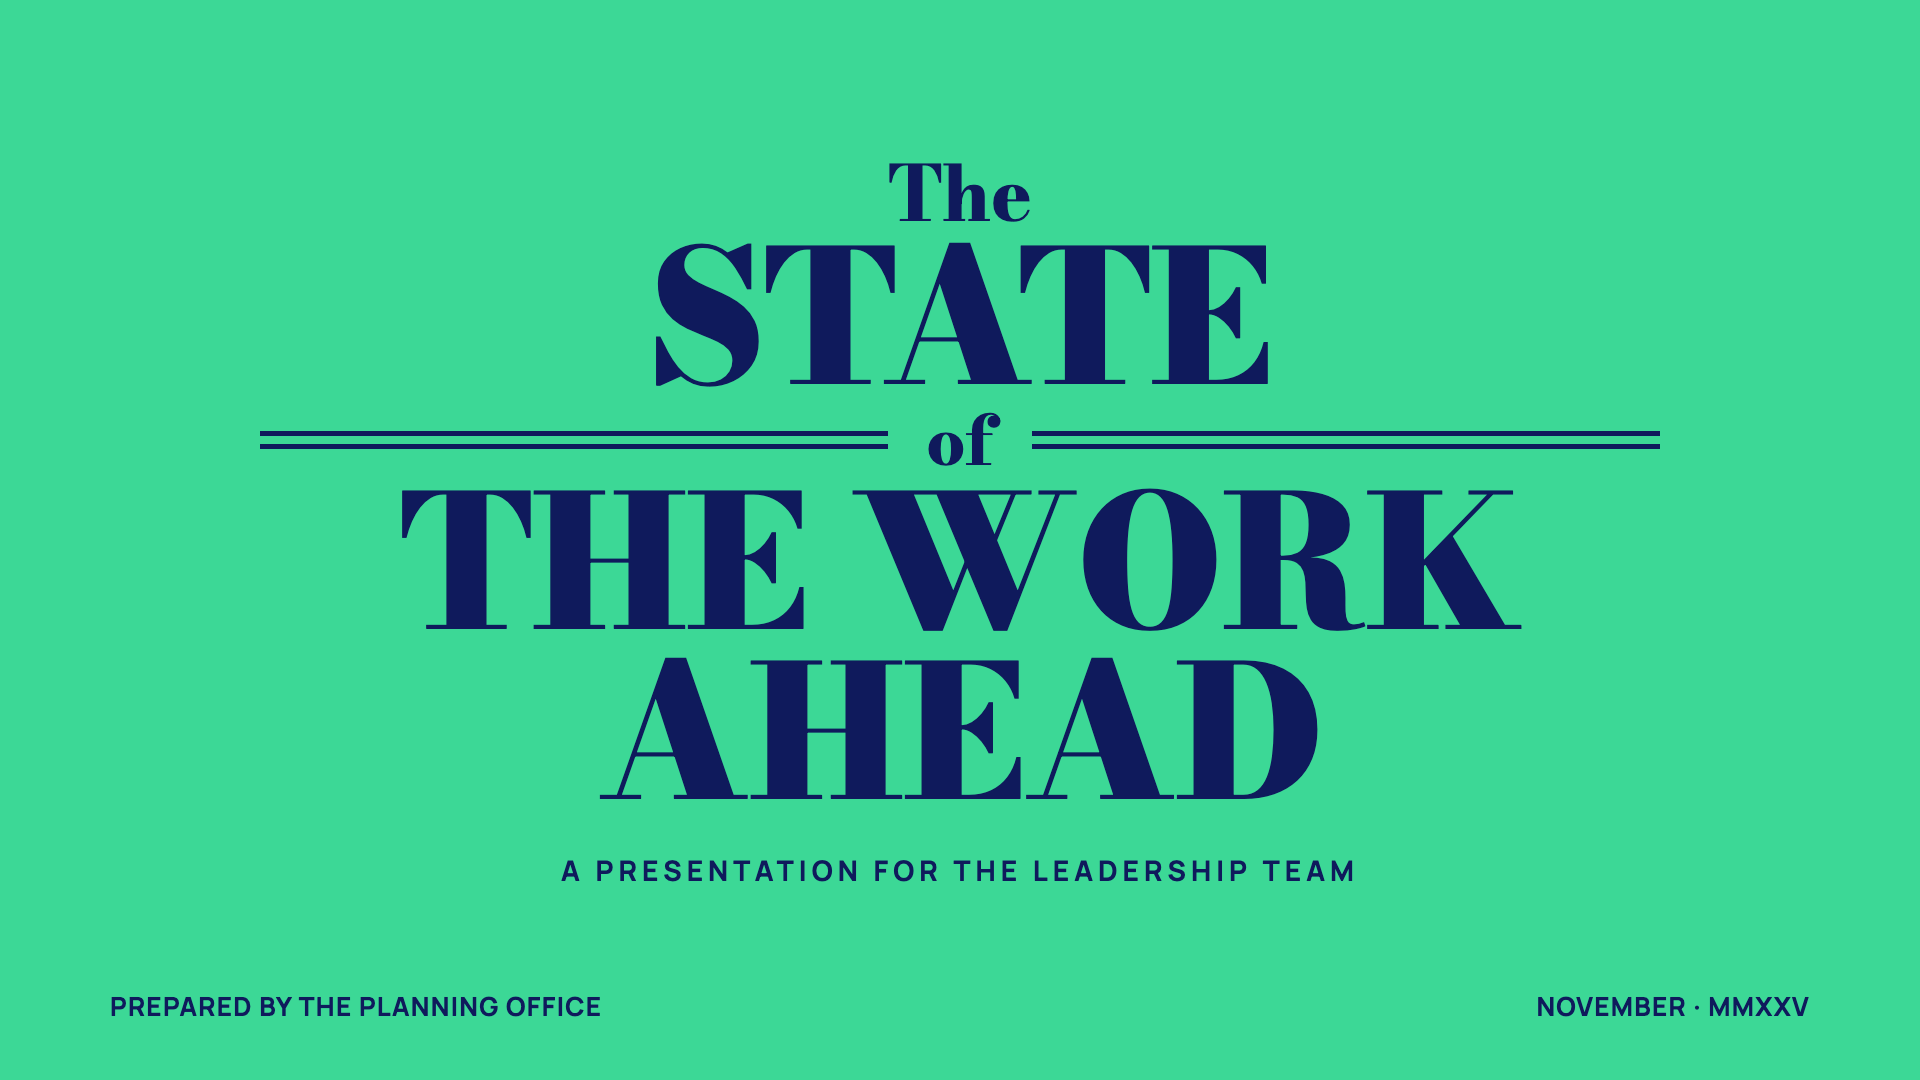 The
STATE
of
THE WORK
AHEAD
A PRESENTATION FOR THE LEADERSHIP TEAM
PREPARED BY THE PLANNING OFFICE
NOVEMBER · MMXXV